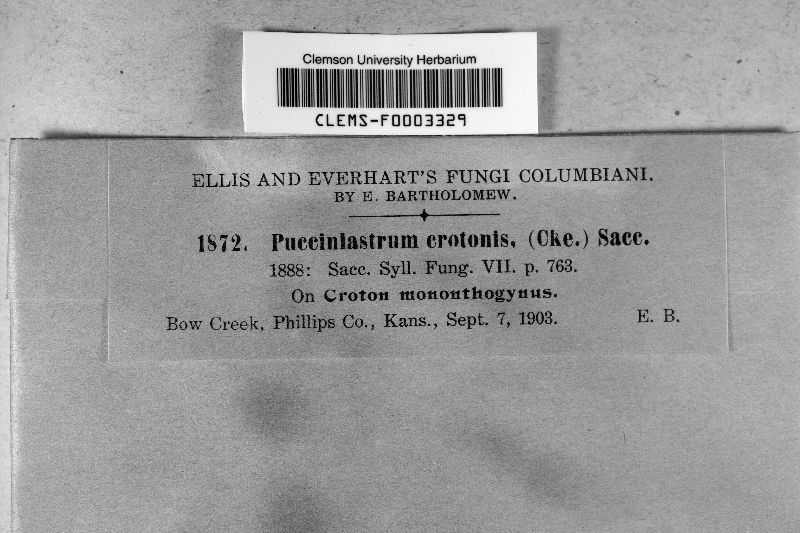 Clemson University Herbarium
CLEMS-F0003329
ELLIS AND EVERHART'S FUNGI COLUMBIANI.
BY E. BARTHOLOMEW.
1872. Pucciniastrum crotonis, (Cke.) Sacc.
1888: Sacc. Syll. Fung. VII. p. 763.
On Croton mononthogynus.
Bow Creek, Phillips Co., Kans., Sept. 7, 1903. E. B.